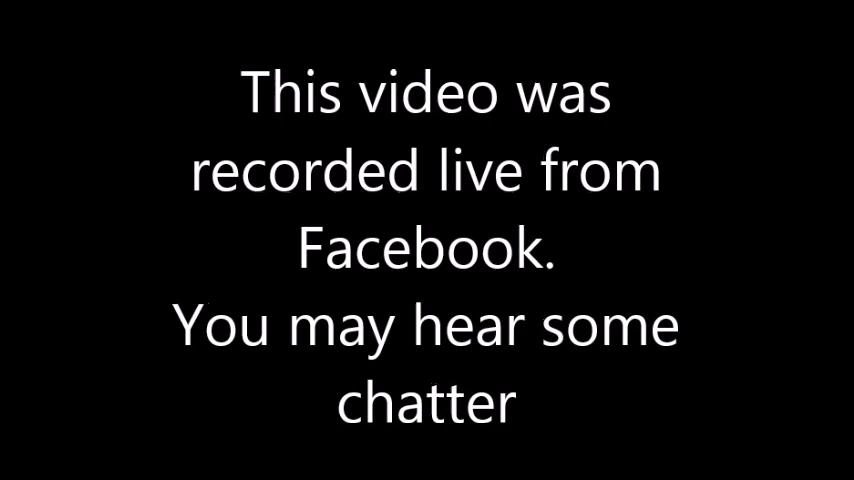 This video was
recorded live from
Facebook.
You may hear some
chatter